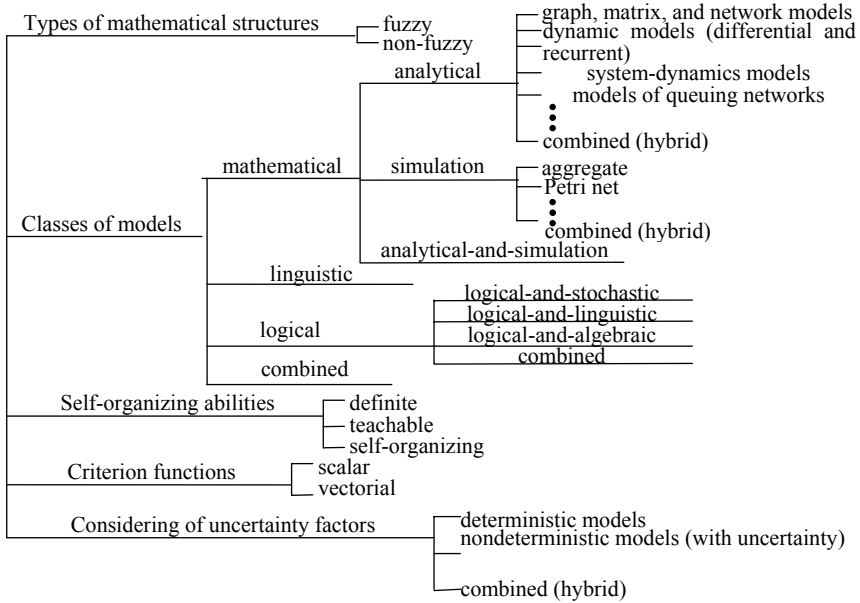 Types of mathematical structures
fuzzy
non-fuzzy
Classes of models
mathematical
analytical
graph, matrix, and network models
dynamic models (differential and
recurrent)
system-dynamics models
models of queuing networks
combined (hybrid)
simulation
aggregate
Petri net
combined (hybrid)
analytical-and-simulation
linguistic
logical
logical-and-stochastic
logical-and-linguistic
logical-and-algebraic
combined
combined
Self-organizing abilities
definite
teachable
self-organizing
Criterion functions
scalar
vectorial
Considering of uncertainty factors
deterministic models
nondeterministic models (with uncertainty)
combined (hybrid)